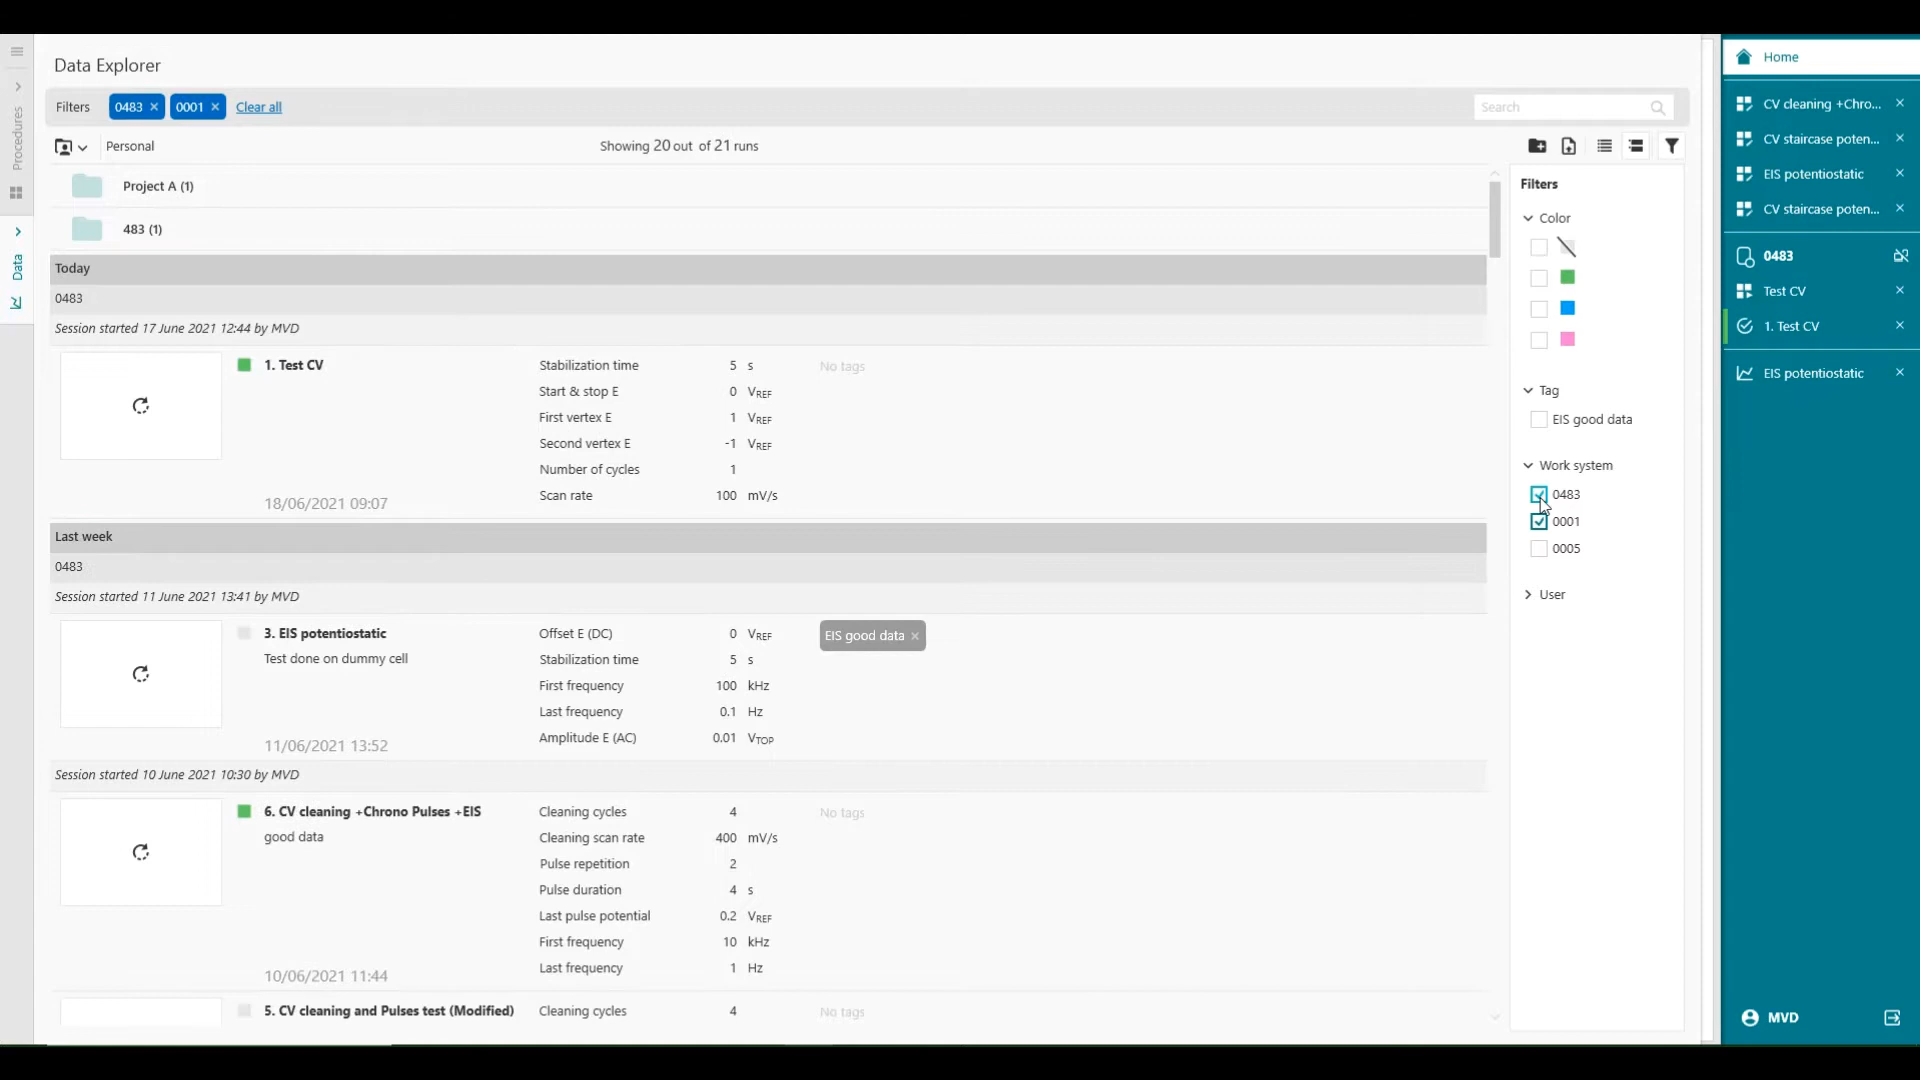 Data Explorer
Filters 0483 × 0001 × Clear all Search
Personal Showing 20 out of 21 runs
Project A (1)
483 (1)
Today
0483
Session started 17 June 2021 12:44 by MVD
1. Test CV
18/06/2021 09:07
Stabilization time 5 s
Start & stop E 0 VREF
First vertex E 1 VREF
Second vertex E -1 VREF
Number of cycles 1
Scan rate 100 mV/s
No tags
Last week
0483
Session started 11 June 2021 13:41 by MVD
3. EIS potentiostatic
Test done on dummy cell
11/06/2021 13:52
Offset E (DC) 0 VREF
Stabilization time 5 s
First frequency 100 kHz
Last frequency 0.1 Hz
Amplitude E (AC) 0.01 VTOP
EIS good data ×
Session started 10 June 2021 10:30 by MVD
6. CV cleaning +Chrono Pulses +EIS
good data
10/06/2021 11:44
Cleaning cycles 4
Cleaning scan rate 400 mV/s
Pulse repetition 2
Pulse duration 4 s
Last pulse potential 0.2 VREF
First frequency 10 kHz
Last frequency 1 Hz
No tags
5. CV cleaning and Pulses test (Modified)
Cleaning cycles 4
No tags
Procedures
Data
Filters
Color
Tag
EIS good data
Work system
0483
0001
0005
User
Home
CV cleaning +Chro... ×
CV staircase poten... ×
EIS potentiostatic ×
CV staircase poten... ×
0483
Test CV ×
1. Test CV ×
EIS potentiostatic ×
MVD